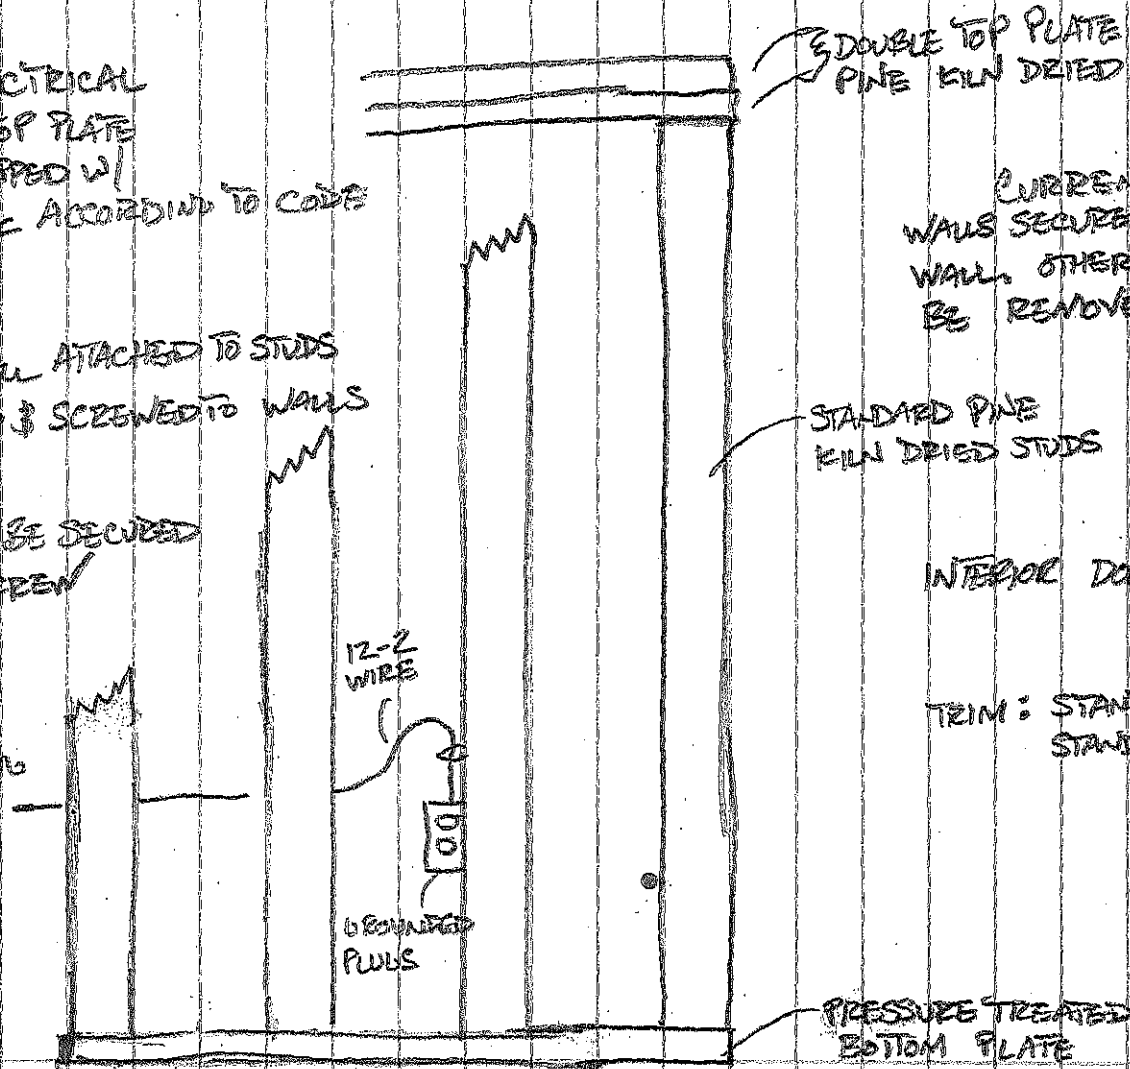 DOUBLE TOP PLATE
PINE KILN DRIED
CTRICAL
OP PLATE
PPED W/
ACCORDING TO CODE
CURREN
WALLS SECURE
WALL. OTHER
BE REMOVE
ATTACHED TO STUDS
& SCREWED TO WALLS
STANDARD PINE
KILN DRIED STUDS
BE SECURED
CREW
INTERIOR DO
12-2
WIRE
TRIM: STAN
STAND
GROUNDED
PLUGS
PRESSURE TREATED
BOTTOM PLATE